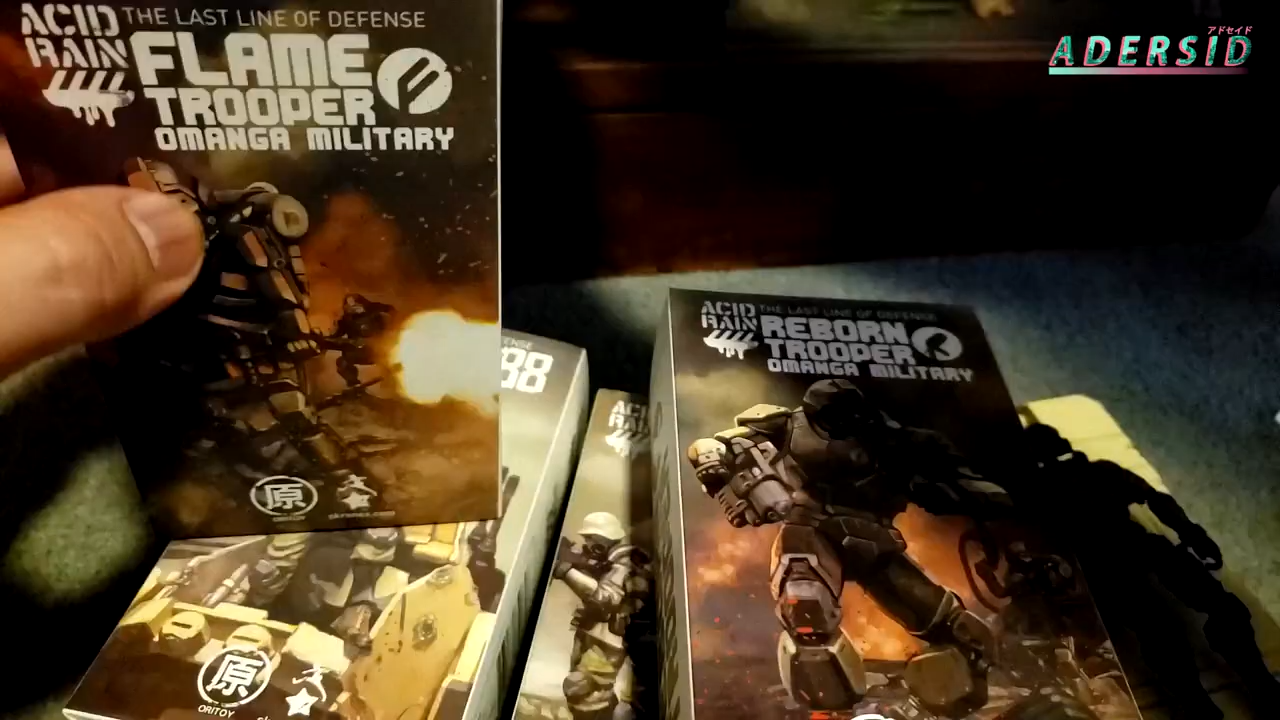 ACID RAIN
THE LAST LINE OF DEFENSE
FLAME
TROOPER
OMANGA MILITARY
原
ORITOY
アドセイド
ADERSID
88
ACID RAIN
原
ORITOY
ACID RAIN
THE LAST LINE OF DEFENSE
REBORN
TROOPER
OMANGA MILITARY